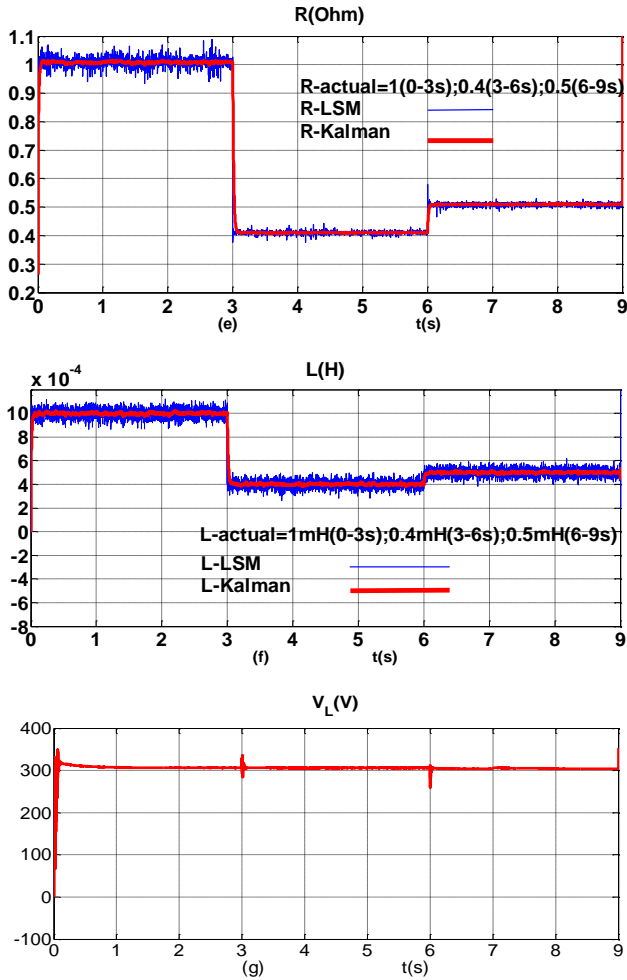 R(Ohm)
1.1
1
0.9
0.8
0.7
0.6
0.5
0.4
0.3
0.2
R-actual=1(0-3s);0.4(3-6s);0.5(6-9s)
R-LSM
R-Kalman
0 1 2 3 4 5 6 7 8 9
(e) t(s)
L(H)
x 10-4
10
8
6
4
2
0
-2
-4
-6
-8
L-actual=1mH(0-3s);0.4mH(3-6s);0.5mH(6-9s)
L-LSM
L-Kalman
0 1 2 3 4 5 6 7 8 9
(f) t(s)
VL(V)
400
300
200
100
0
-100
0 1 2 3 4 5 6 7 8 9
(g) t(s)